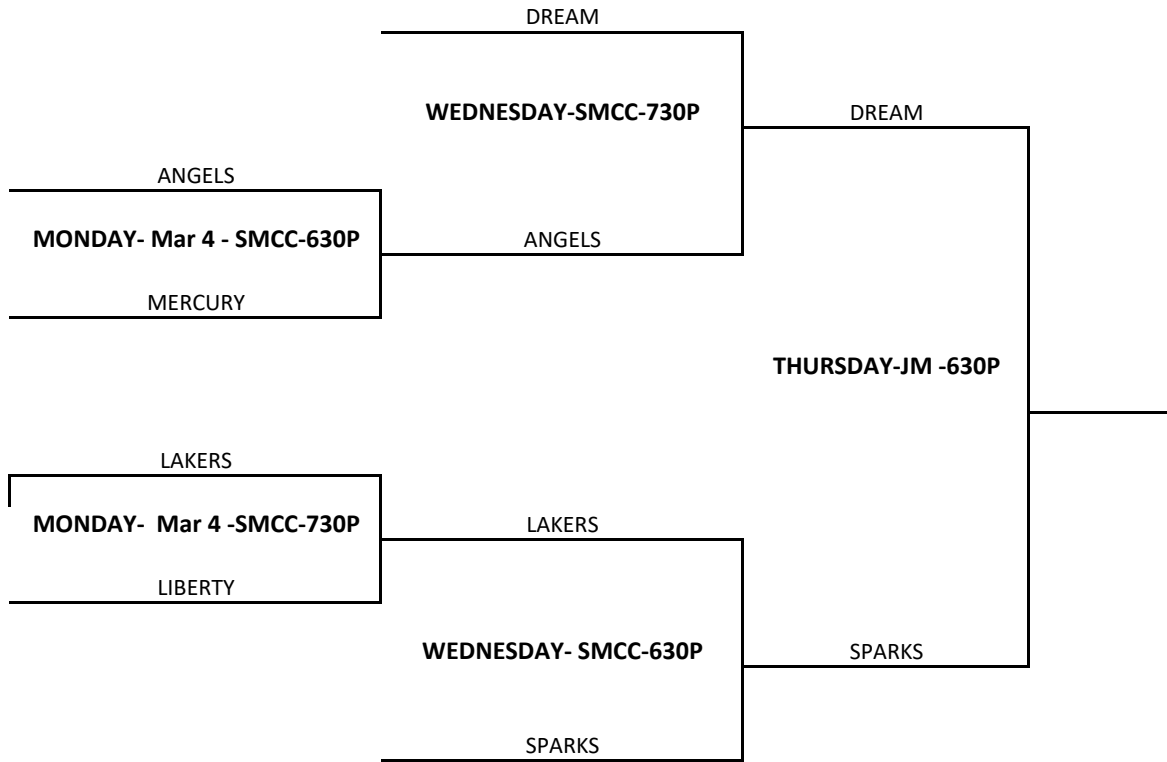 DREAM
WEDNESDAY-SMCC-730P
DREAM
ANGELS
MONDAY- Mar 4 - SMCC-630P
ANGELS
MERCURY
THURSDAY-JM -630P
LAKERS
MONDAY-  Mar 4 -SMCC-730P
LAKERS
LIBERTY
WEDNESDAY- SMCC-630P
SPARKS
SPARKS